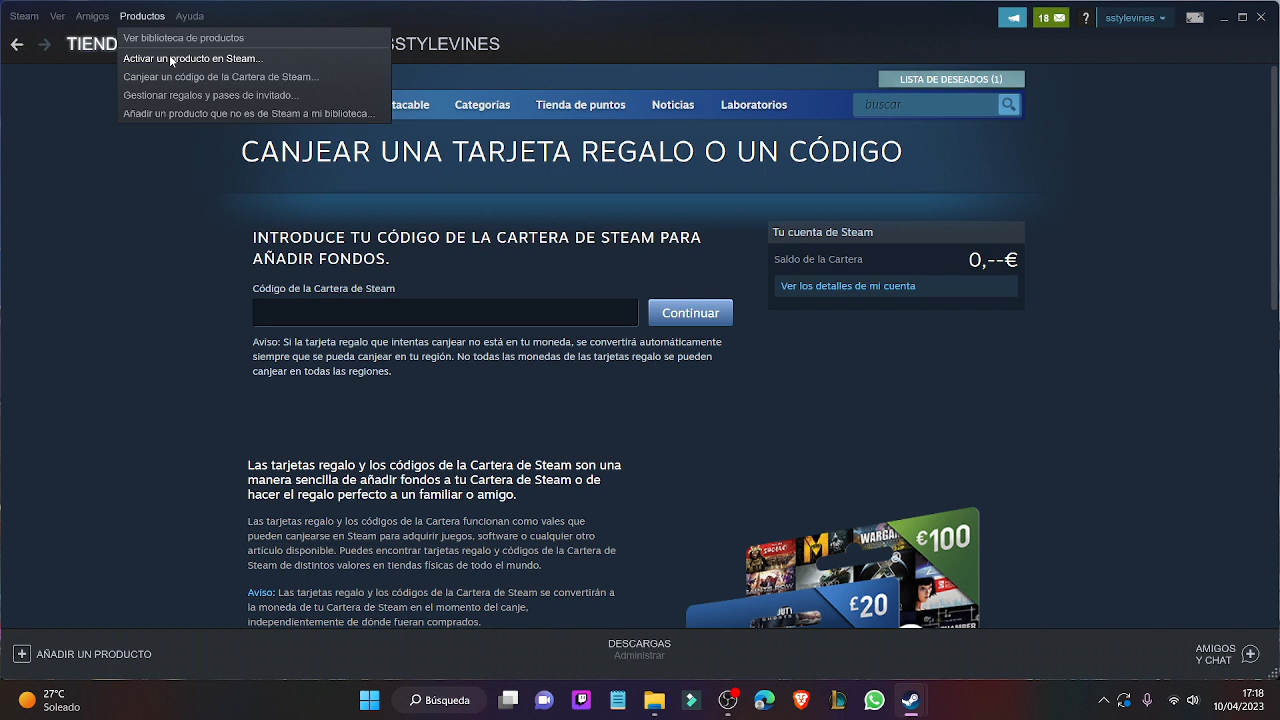 Steam Ver Amigos Productos Ayuda
18 ? sstylevines
TIEND SSTYLEVINES
Ver biblioteca de productos
Activar un producto en Steam...
Canjear un código de la Cartera de Steam...
Gestionar regalos y pases de invitado...
Añadir un producto que no es de Steam a mi biblioteca...
LISTA DE DESEADOS (1)
tacable Categorías Tienda de puntos Noticias Laboratorios buscar
CANJEAR UNA TARJETA REGALO O UN CÓDIGO
INTRODUCE TU CÓDIGO DE LA CARTERA DE STEAM PARA
AÑADIR FONDOS.
Código de la Cartera de Steam
Continuar
Aviso: Si la tarjeta regalo que intentas canjear no está en tu moneda, se convertirá automáticamente
siempre que se pueda canjear en tu región. No todas las monedas de las tarjetas regalo se pueden
canjear en todas las regiones.
Tu cuenta de Steam
Saldo de la Cartera 0,--€
Ver los detalles de mi cuenta
Las tarjetas regalo y los códigos de la Cartera de Steam son una
manera sencilla de añadir fondos a tu Cartera de Steam o de
hacer el regalo perfecto a un familiar o amigo.
Las tarjetas regalo y los códigos de la Cartera funcionan como vales que
pueden canjearse en Steam para adquirir juegos, software o cualquier otro
artículo disponible. Puedes encontrar tarjetas regalo y códigos de la Cartera de
Steam de distintos valores en tiendas físicas de todo el mundo.
Aviso: Las tarjetas regalo y los códigos de la Cartera de Steam se convertirán a
la moneda de tu Cartera de Steam en el momento del canje,
independientemente de dónde fueran comprados.
WARGA
€100
£20
AÑADIR UN PRODUCTO
DESCARGAS
Administrar
AMIGOS
Y CHAT
27°C
Soleado
Búsqueda
17:18
10/04/2023